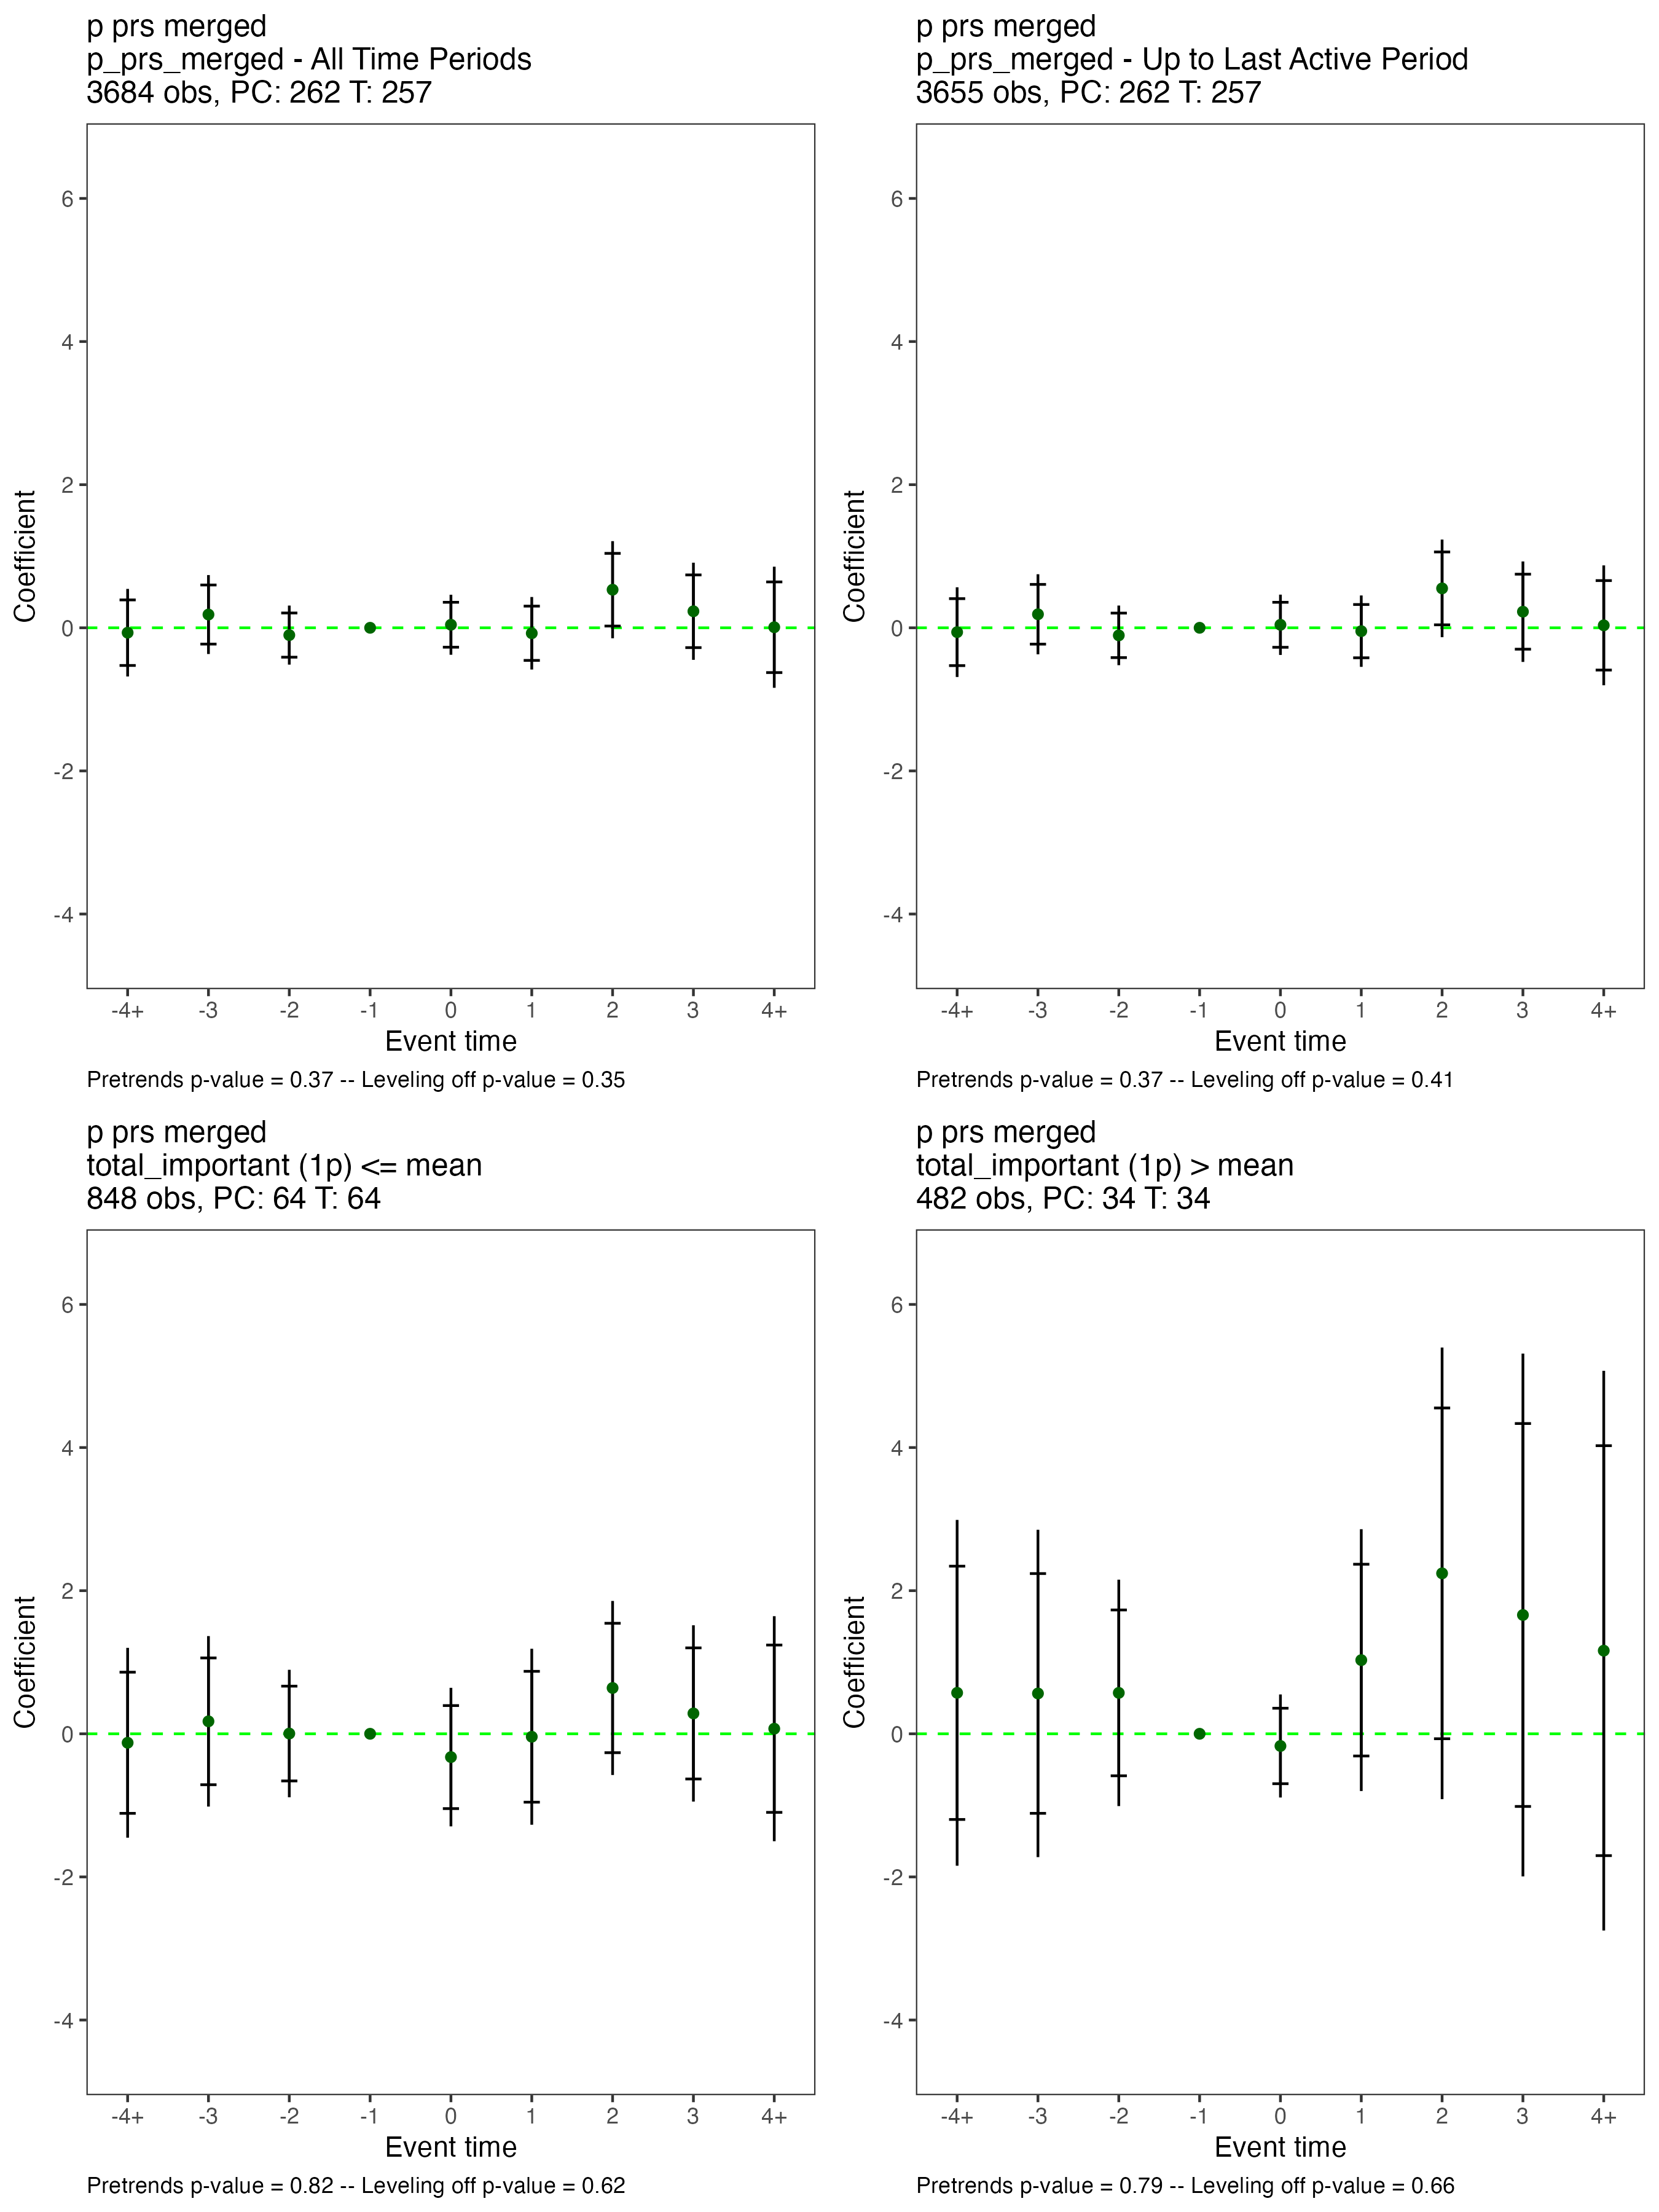 p prs merged
p_prs_merged - All Time Periods
3684 obs, PC: 262 T: 257
6
4
2
0
-2
-4
Coefficient
-4+ -3 -2 -1 0 1 2 3 4+
Event time
Pretrends p-value = 0.37 -- Leveling off p-value = 0.35
p prs merged
p_prs_merged - Up to Last Active Period
3655 obs, PC: 262 T: 257
6
4
2
0
-2
-4
Coefficient
-4+ -3 -2 -1 0 1 2 3 4+
Event time
Pretrends p-value = 0.37 -- Leveling off p-value = 0.41
p prs merged
total_important (1p) <= mean
848 obs, PC: 64 T: 64
6
4
2
0
-2
-4
Coefficient
-4+ -3 -2 -1 0 1 2 3 4+
Event time
Pretrends p-value = 0.82 -- Leveling off p-value = 0.62
p prs merged
total_important (1p) > mean
482 obs, PC: 34 T: 34
6
4
2
0
-2
-4
Coefficient
-4+ -3 -2 -1 0 1 2 3 4+
Event time
Pretrends p-value = 0.79 -- Leveling off p-value = 0.66